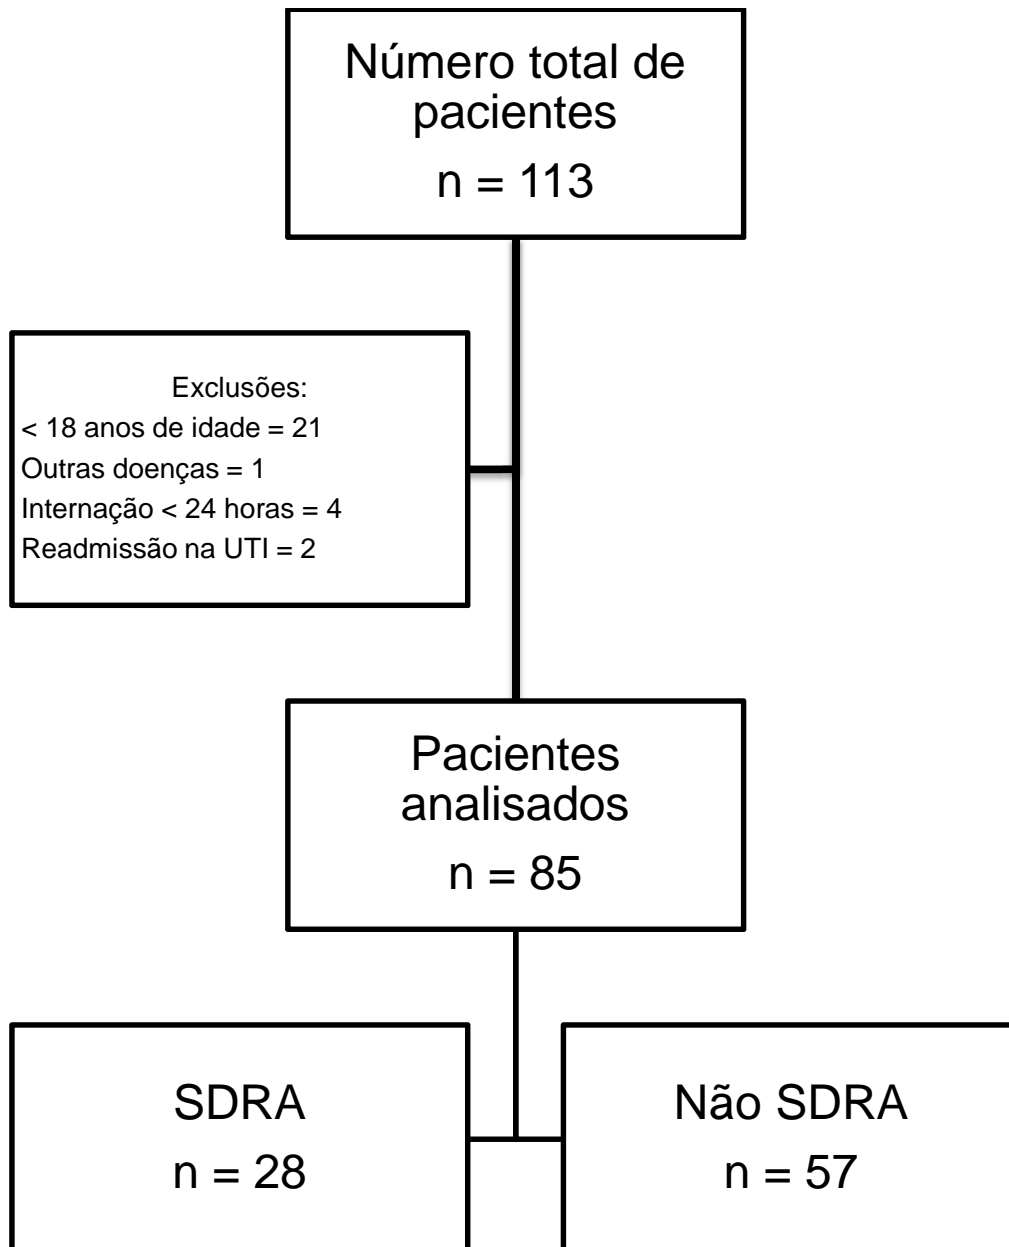 Número total de
pacientes
n = 113
Exclusões:
< 18 anos de idade = 21
Outras doenças = 1
Internação < 24 horas = 4
Readmissão na UTI = 2
Pacientes
analisados
n = 85
SDRA
n = 28
Não SDRA
n = 57